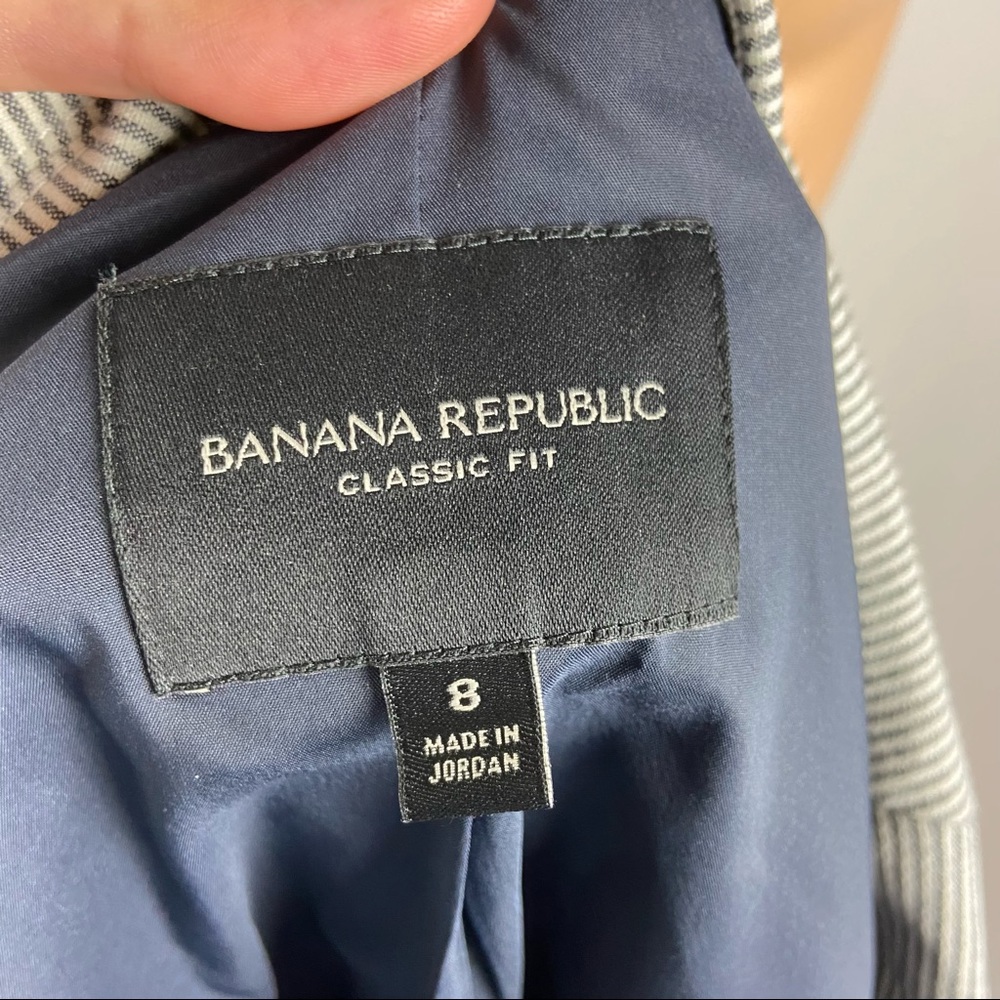 BANANA REPUBLIC
CLASSIC FIT
8
MADE IN
JORDAN